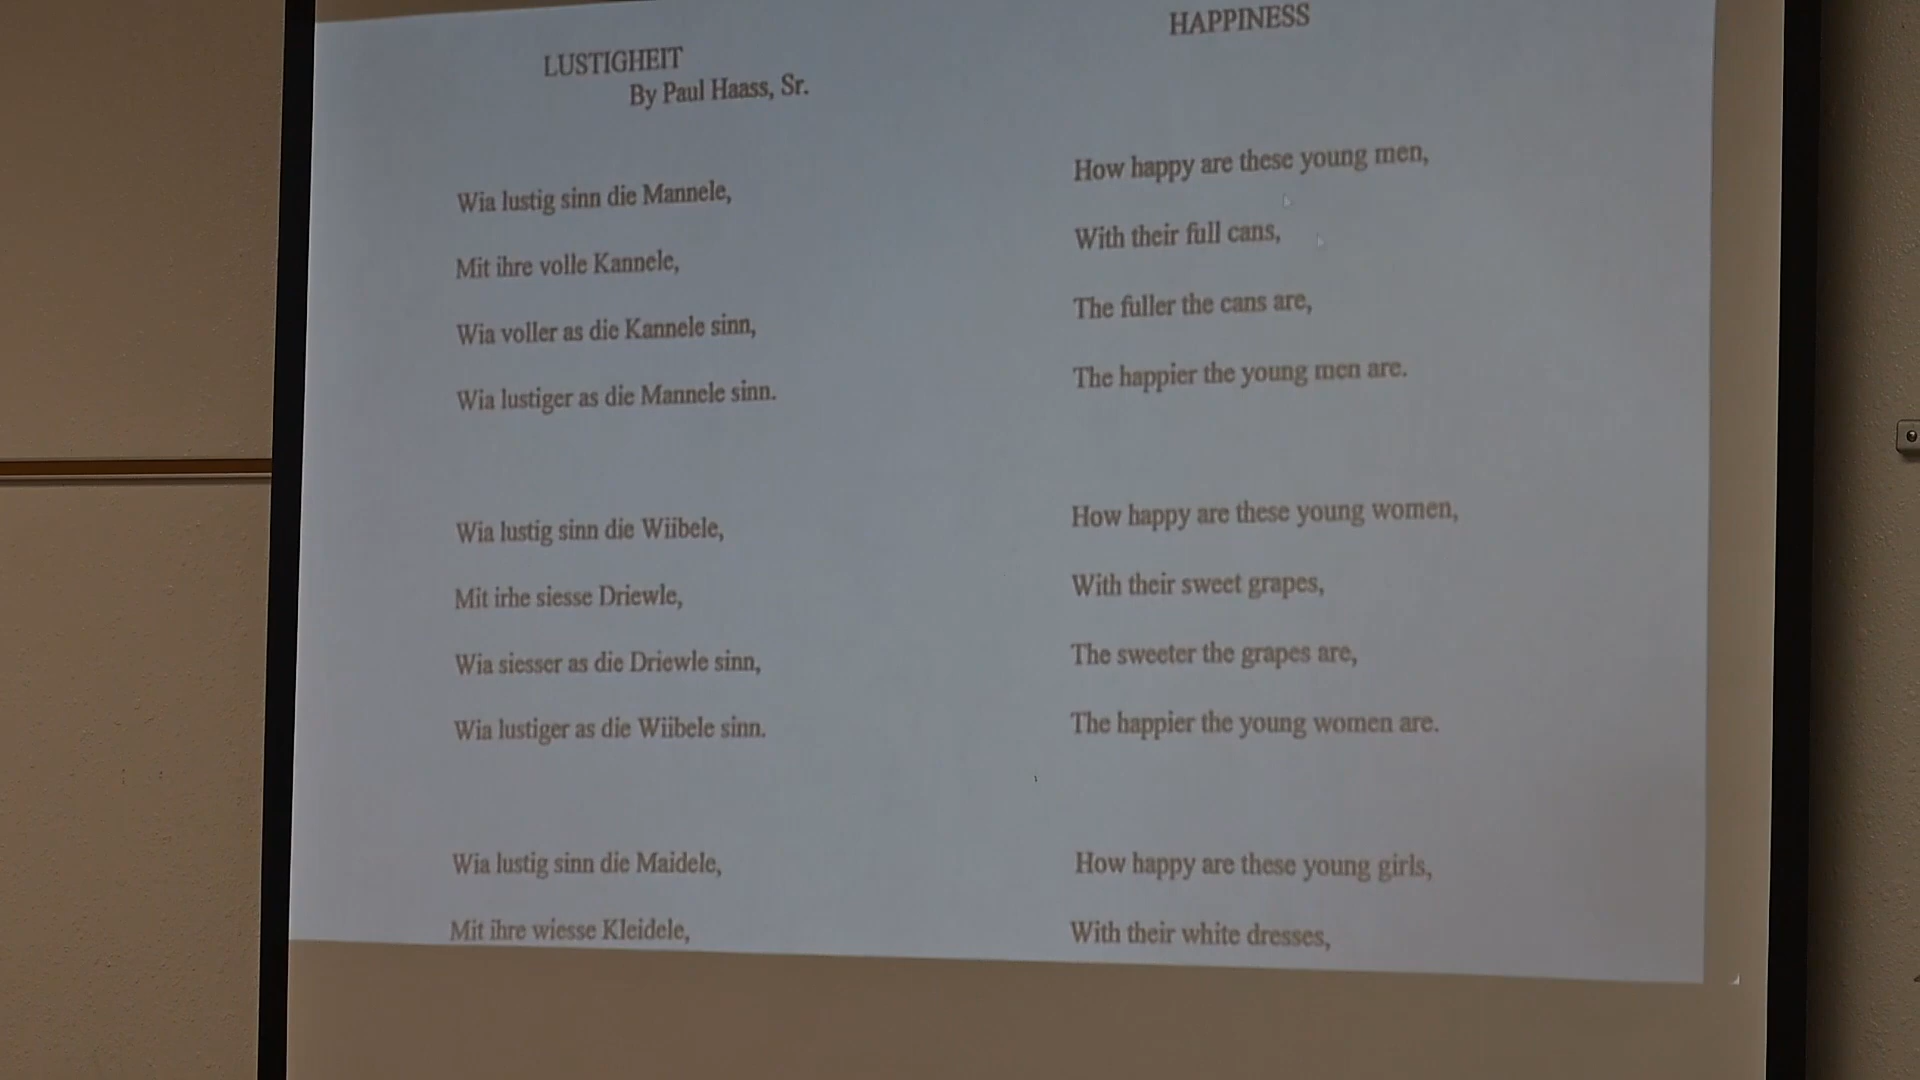 LUSTIGHEIT
By Paul Haass, Sr.
Wia lustig sinn die Mannele,
Mit ihre volle Kannele,
Wia voller as die Kannele sinn,
Wia lustiger as die Mannele sinn.
Wia lustig sinn die Wiibele,
Mit irhe siesse Driewle,
Wia siesser as die Driewle sinn,
Wia lustiger as die Wiibele sinn.
Wia lustig sinn die Maidele,
Mit ihre wiesse Kleidele,
HAPPINESS
How happy are these young men,
With their full cans,
The fuller the cans are,
The happier the young men are.
How happy are these young women,
With their sweet grapes,
The sweeter the grapes are,
The happier the young women are.
How happy are these young girls,
With their white dresses,